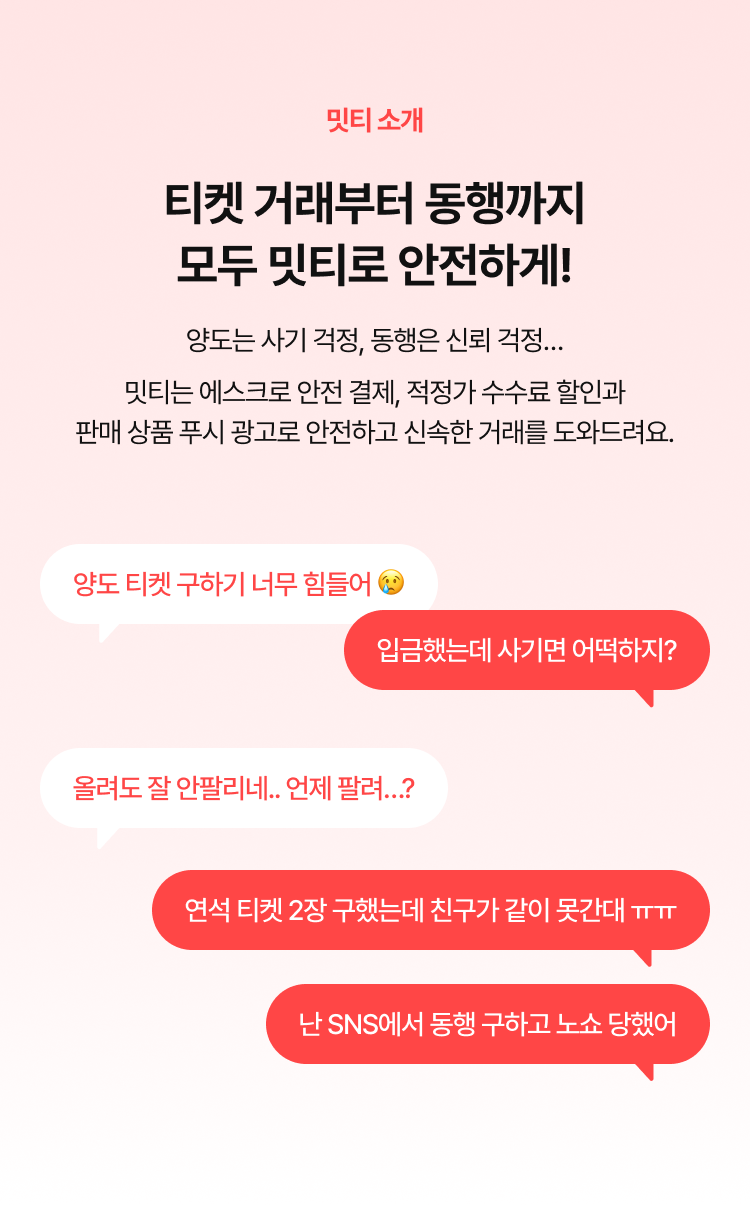 밋티 소개
티켓 거래부터 동행까지
모두 밋티로 안전하게!
양도는 사기 걱정, 동행은 신뢰 걱정...
밋티는 에스크로 안전 결제, 적정가 수수료 할인과
판매 상품 푸시 광고로 안전하고 신속한 거래를 도와드려요.
양도 티켓 구하기 너무 힘들어 😢
입금했는데 사기면 어떡하지?
올려도 잘 안팔리네.. 언제 팔려...?
연석 티켓 2장 구했는데 친구가 같이 못간대 ㅠㅠ
난 SNS에서 동행 구하고 노쇼 당했어